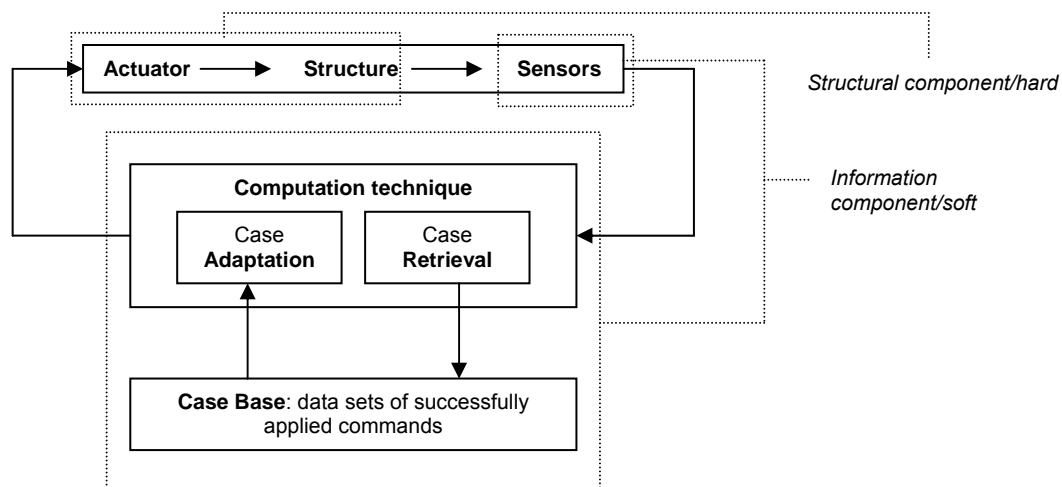 Actuator Structure Sensors
Structural component/hard
Computation technique
Information
component/soft
Case
Adaptation
Case
Retrieval
Case Base: data sets of successfully
applied commands